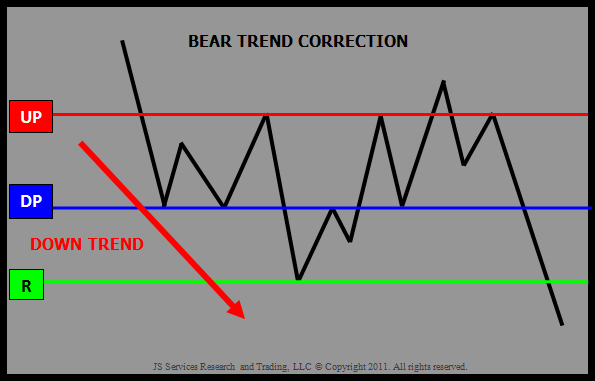 BEAR TREND CORRECTION
UP
DP
DOWN TREND
R
JS Services Research and Trading, LLC © Copyright 2011. All rights reserved.